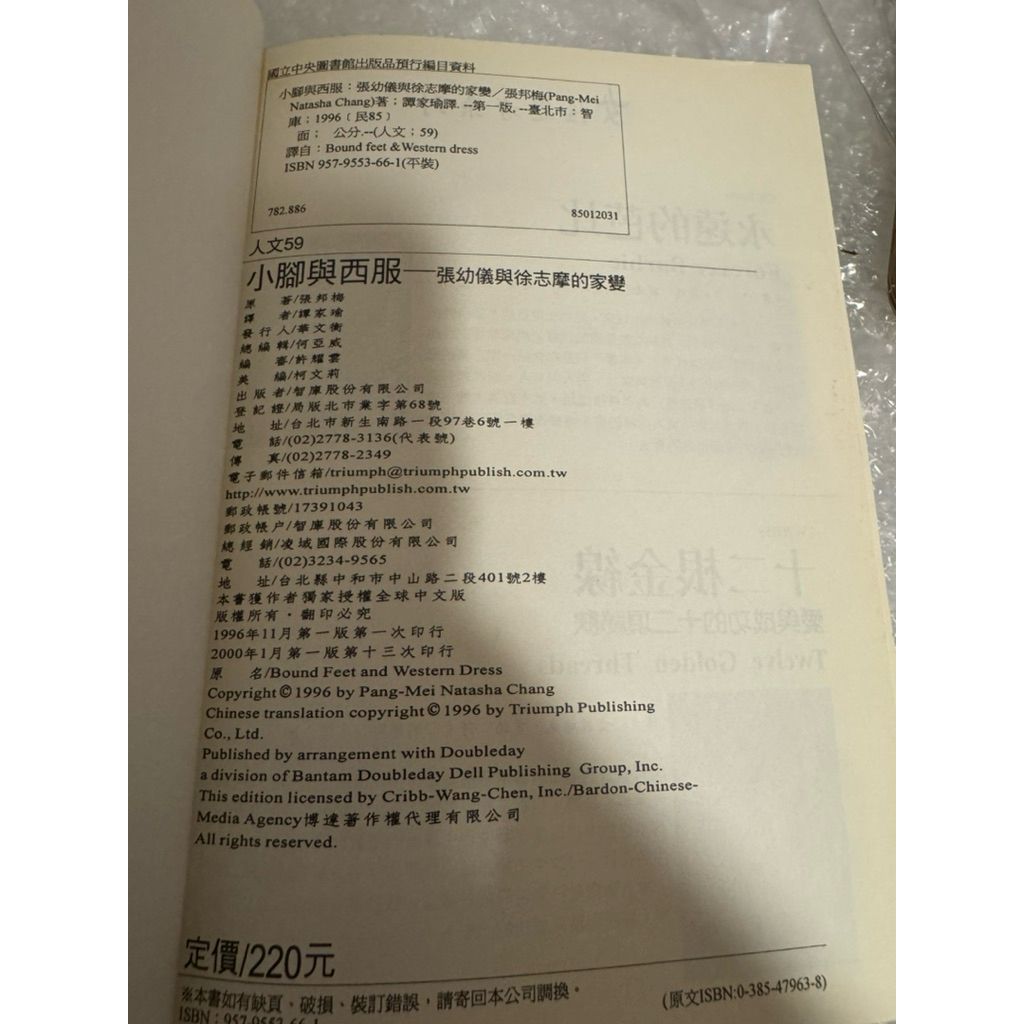 國立中央圖書館出版品預行編目資料
小腳與西服：張幼儀與徐志摩的家變／張邦梅(Pang-Mei
Natasha Chang)著；譚家瑜譯. --第一版, --臺北市：智
庫：1996﹝民85﹞
面； 公分.--(人文；59)
譯自：Bound feet & Western dress
ISBN 957-9553-66-1(平裝)
782.886 85012031
人文59
小腳與西服——張幼儀與徐志摩的家變
原 著/張邦梅
譯 者/譚家瑜
發行人/華文衡
總編輯/何亞威
編 審/許耀雲
美 編/柯文莉
出版者/智庫股份有限公司
登記證/局版北市業字第68號
地 址/台北市新生南路一段97巷6號一樓
電 話/(02)2778-3136(代表號)
傳 真/(02)2778-2349
電子郵件信箱/triumph@triumphpublish.com.tw
http://www.triumphpublish.com.tw
郵政帳號/17391043
郵政帳户/智庫股份有限公司
總經銷/凌域國際股份有限公司
電 話/(02)3234-9565
地 址/台北縣中和市中山路二段401號2樓
本書獲作者獨家授權全球中文版
版權所有・翻印必究
1996年11月第一版第一次印行
2000年1月第一版第十三次印行
原 名/Bound Feet and Western Dress
Copyright©1996 by Pang-Mei Natasha Chang
Chinese translation copyright©1996 by Triumph Publishing
Co., Ltd.
Published by arrangement with Doubleday
a division of Bantam Doubleday Dell Publishing Group, Inc.
This edition licensed by Cribb-Wang-Chen, Inc./Bardon-Chinese-
Media Agency博達著作權代理有限公司
All rights reserved.
定價/220元
※本書如有缺頁、破損、裝訂錯誤，請寄回本公司調換。
(原文ISBN:0-385-47963-8)
ISBN：957-9553-66-1